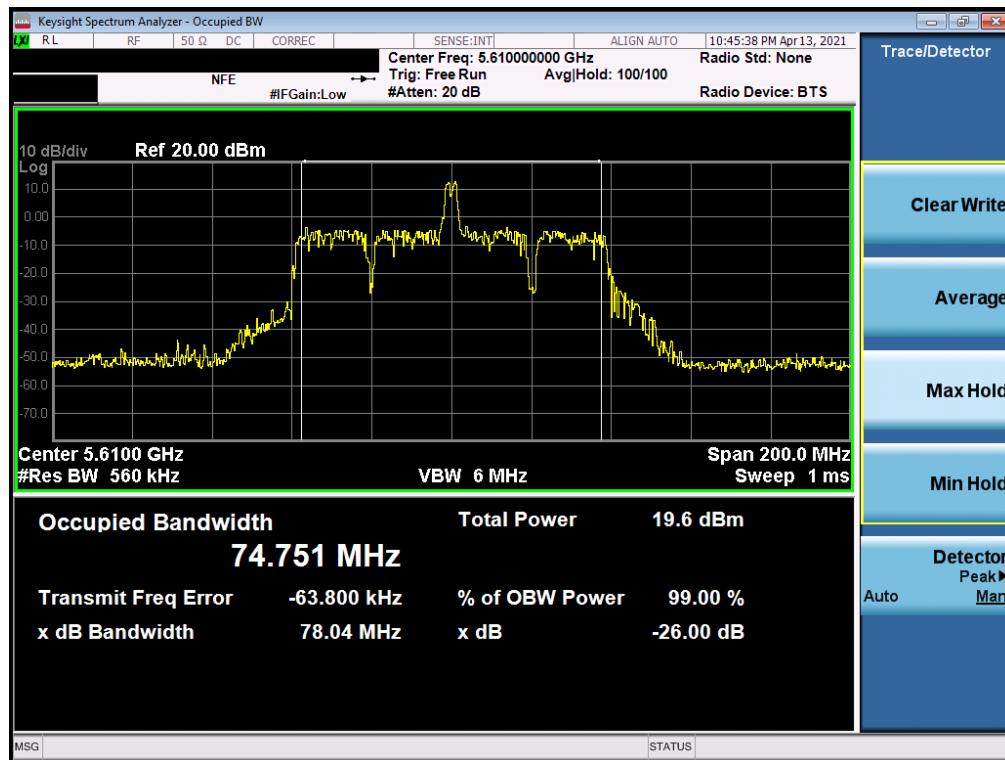 Keysight Spectrum Analyzer - Occupied BW
LXI RL RF 50 Ω DC CORREC SENSE:INT ALIGN AUTO 10:45:38 PM Apr 13, 2021
Center Freq: 5.610000000 GHz Radio Std: None
NFE Trig: Free Run Avg|Hold: 100/100
#IFGain:Low #Atten: 20 dB Radio Device: BTS
Trace/Detector
10 dB/div Ref 20.00 dBm
Log
10.0
0.00
-10.0
-20.0
-30.0
-40.0
-50.0
-60.0
-70.0
Center 5.6100 GHz Span 200.0 MHz
#Res BW 560 kHz VBW 6 MHz Sweep 1 ms
Occupied Bandwidth Total Power 19.6 dBm
74.751 MHz
Transmit Freq Error -63.800 kHz % of OBW Power 99.00 %
x dB Bandwidth 78.04 MHz x dB -26.00 dB
Clear Write
Average
Max Hold
Min Hold
Detector
Peak▶
Auto Man
MSG STATUS